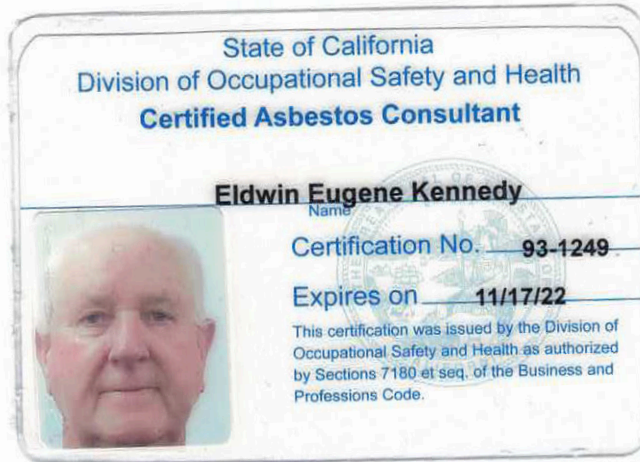 State of California
Division of Occupational Safety and Health
Certified Asbestos Consultant
Eldwin Eugene Kennedy
Name
Certification No. 93-1249
Expires on 11/17/22
This certification was issued by the Division of
Occupational Safety and Health as authorized
by Sections 7180 et seq. of the Business and
Professions Code.